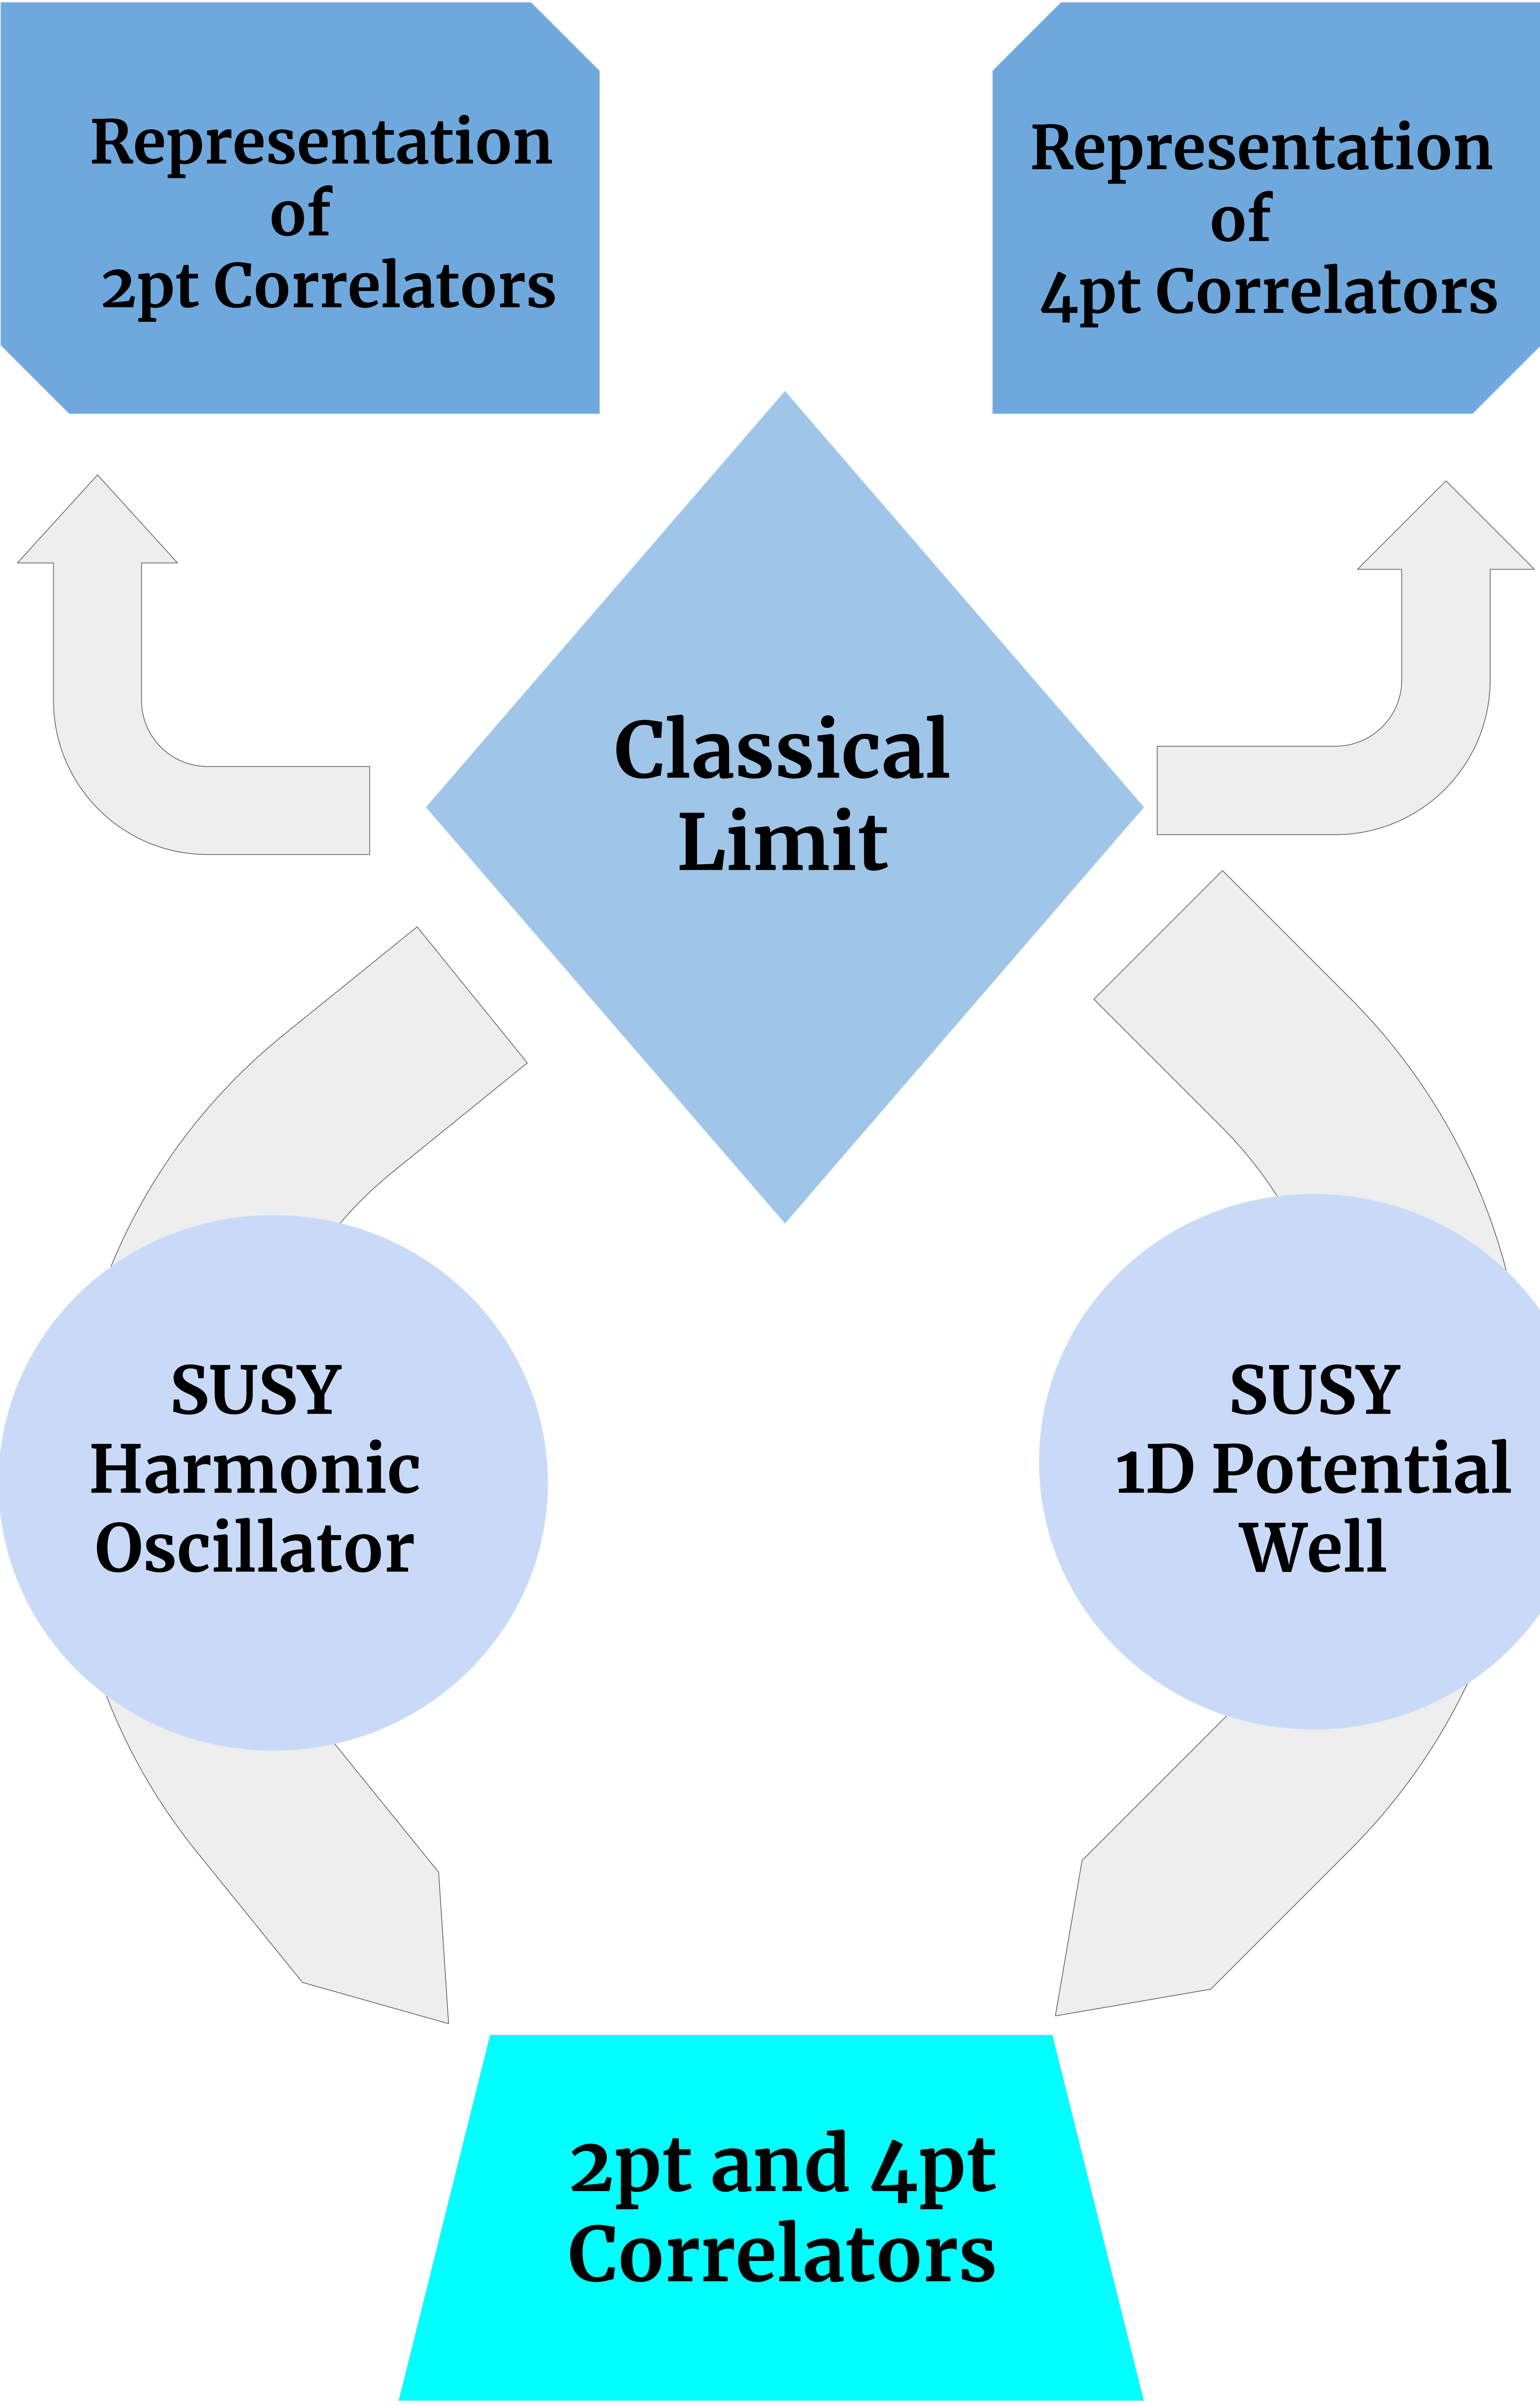 Representation
of
2pt Correlators
Representation
of
4pt Correlators
Classical
Limit
SUSY
Harmonic
Oscillator
SUSY
1D Potential
Well
2pt and 4pt
Correlators